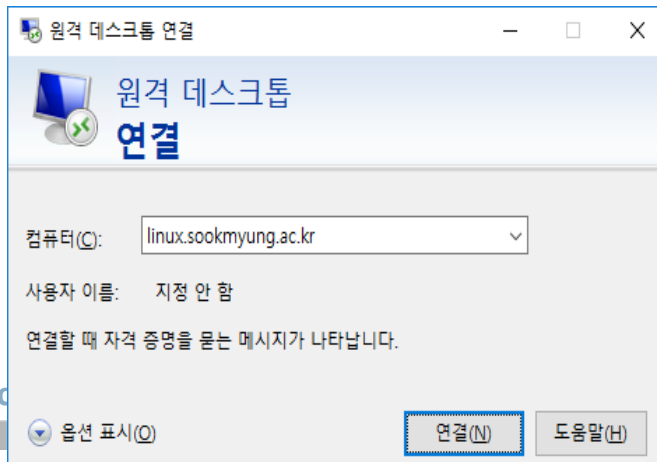 원격 데스크톱 연결
원격 데스크톱
연결
컴퓨터(C): linux.sookmyung.ac.kr
사용자 이름: 지정 안 함
연결할 때 자격 증명을 묻는 메시지가 나타납니다.
옵션 표시(O) 연결(N) 도움말(H)